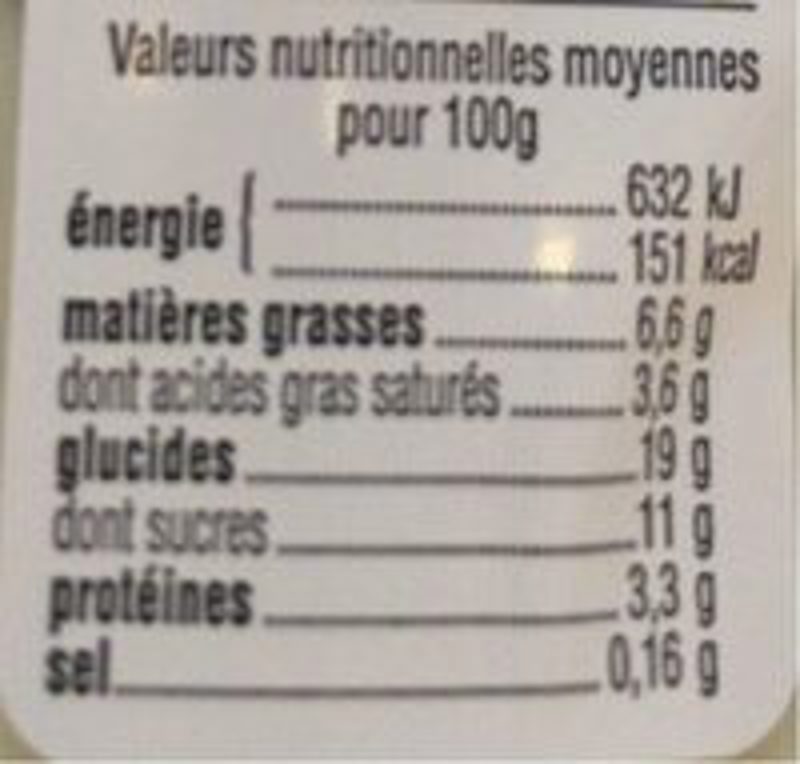 Valeurs nutritionnelles moyennes
pour 100g
énergie { 632 kJ
151 kcal
matières grasses 6,6 g
dont acides gras saturés 3,6 g
glucides 19 g
dont sucres 11 g
protéines 3,3 g
sel 0,16 g